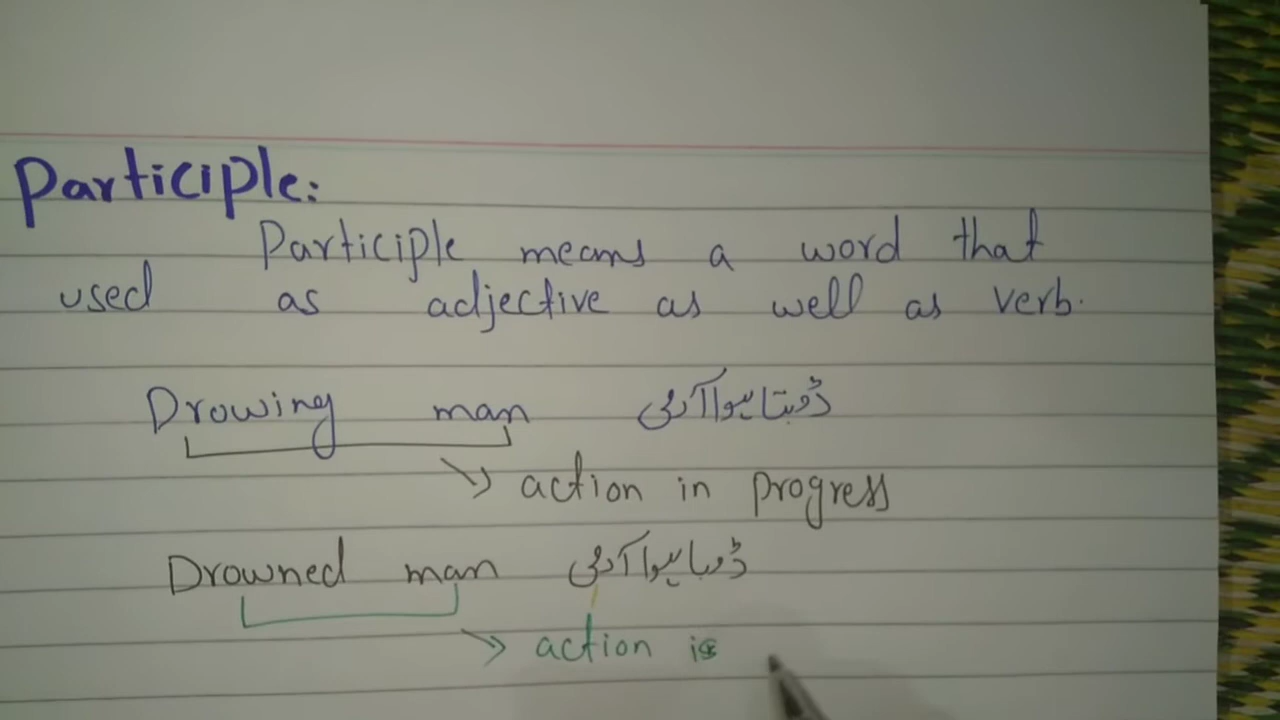 Participle:
Participle means a word that
used as adjective as well as verb.
Drowing man ڈوبتا ہوا آدمی
action in progress
Drowned man ڈوبا ہوا آدمی
action is